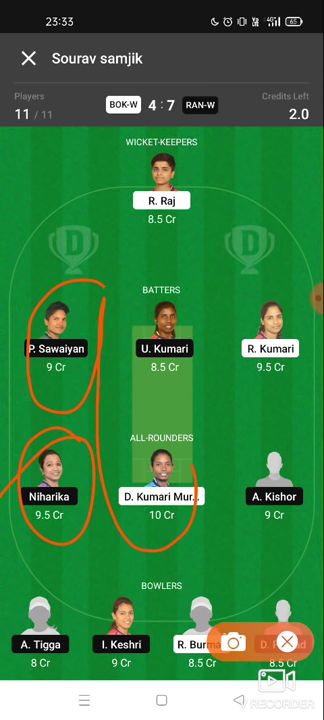 23:33
4G+
65
Sourav samjik
Players
Credits Left
11 / 11
BOK-W 4 : 7 RAN-W
2.0
WICKET-KEEPERS
R. Raj
8.5 Cr
BATTERS
P. Sawaiyan U. Kumari R. Kumari
9 Cr 8.5 Cr 9.5 Cr
ALL-ROUNDERS
Niharika D. Kumari Mur... A. Kishor
9.5 Cr 10 Cr 9 Cr
BOWLERS
A. Tigga I. Keshri R. Burma D.
8 Cr 9 Cr 8.5 Cr 8.5 Cr
RECORDER